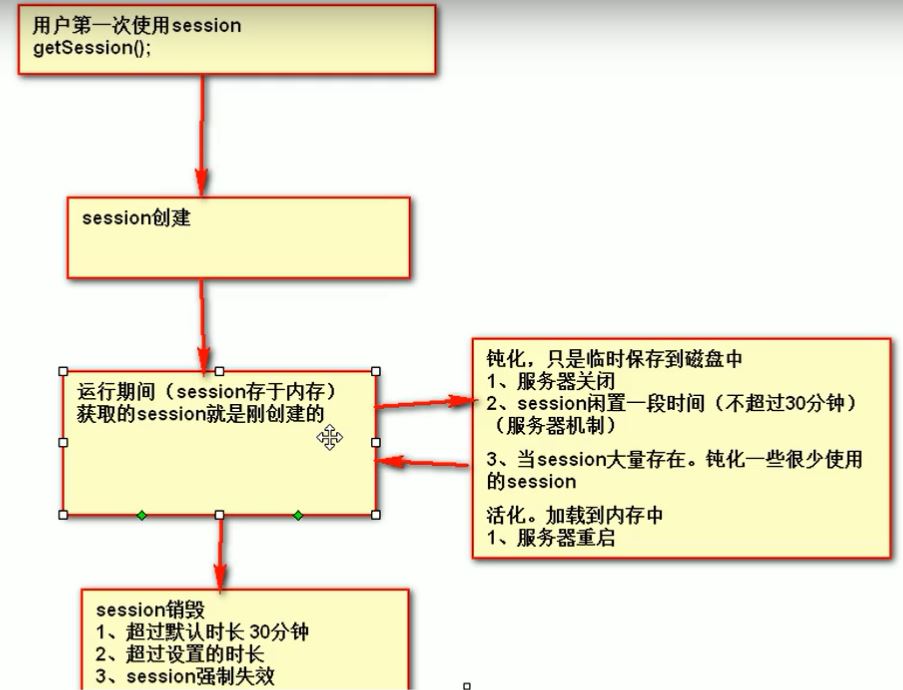 用户第一次使用session
getSession();
session创建
运行期间（session存于内存）
获取的session就是刚创建的
钝化，只是临时保存到磁盘中
1、服务器关闭
2、session闲置一段时间（不超过30分钟）
（服务器机制）
3、当session大量存在。钝化一些很少使用
的session
活化。加载到内存中
1、服务器重启
session销毁
1、超过默认时长 30分钟
2、超过设置的时长
3、session强制失效